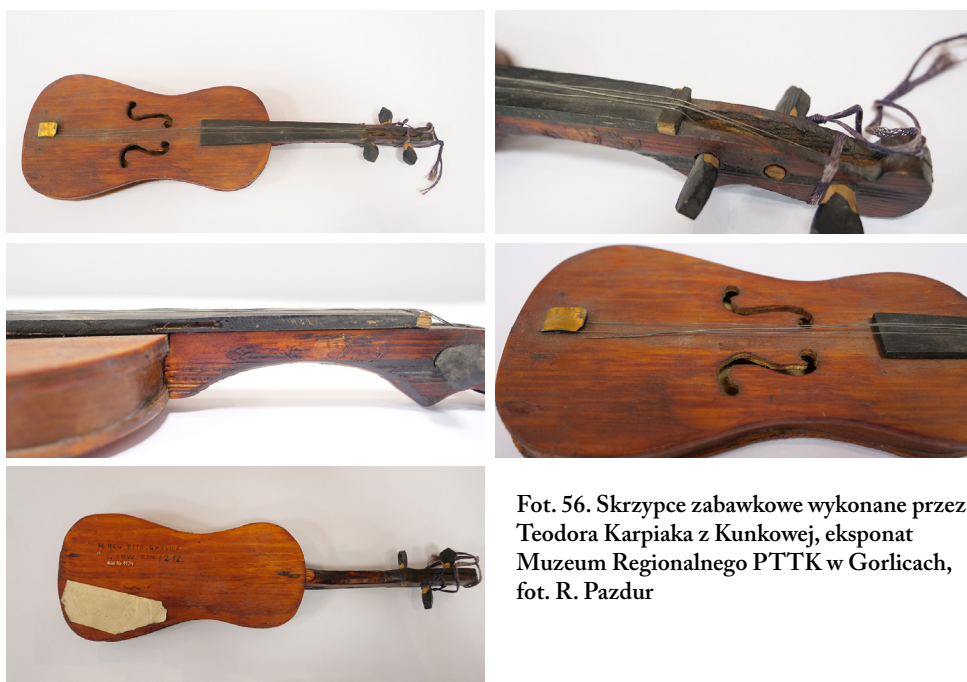 Fot. 56. Skrzypce zabawkowe wykonane przez
Teodora Karpiaka z Kunkowej, eksponat
Muzeum Regionalnego PTTK w Gorlicach,
fot. R. Pazdur